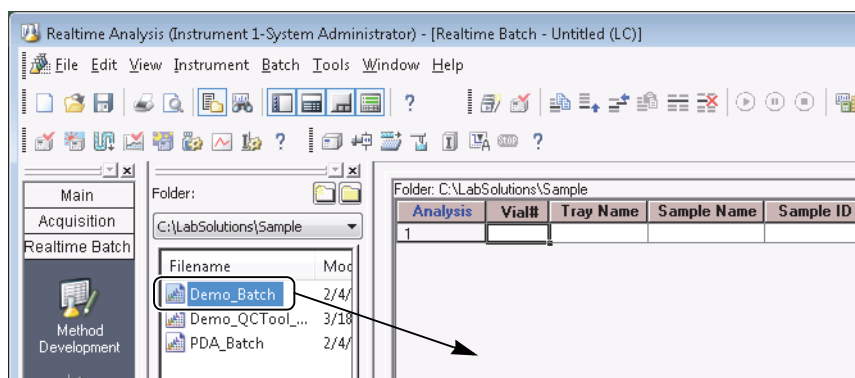 Realtime Analysis (Instrument 1-System Administrator) - [Realtime Batch - Untitled (LC)]
File Edit View Instrument Batch Tools Window Help
?
? STOP ?
Main
Acquisition
Realtime Batch
Method
Development
Folder:
C:\LabSolutions\Sample
Filename Mod
Demo_Batch 2/4/
Demo_QCTool_... 3/18
PDA_Batch 2/4/
Folder: C:\LabSolutions\Sample
Analysis Vial# Tray Name Sample Name Sample ID
1